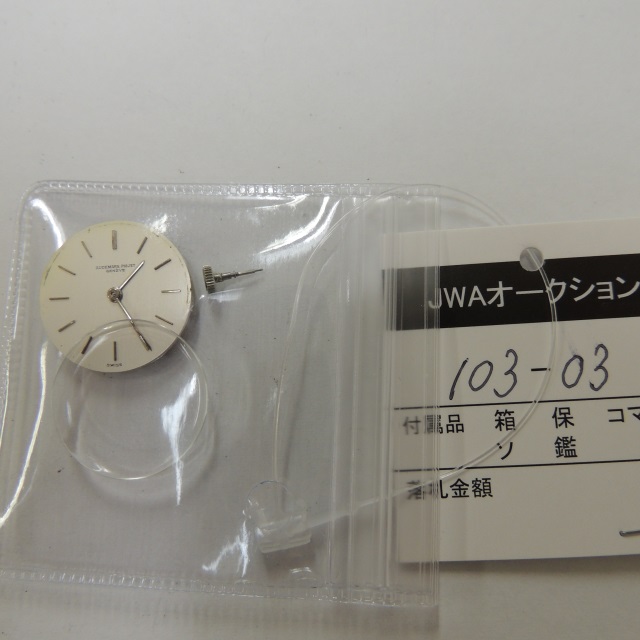 AUDEMARS PIGUET
GENEVE
SWISS
JWAオークション
103-03
付属品 箱 保 コマ
ソ 鑑
落札金額